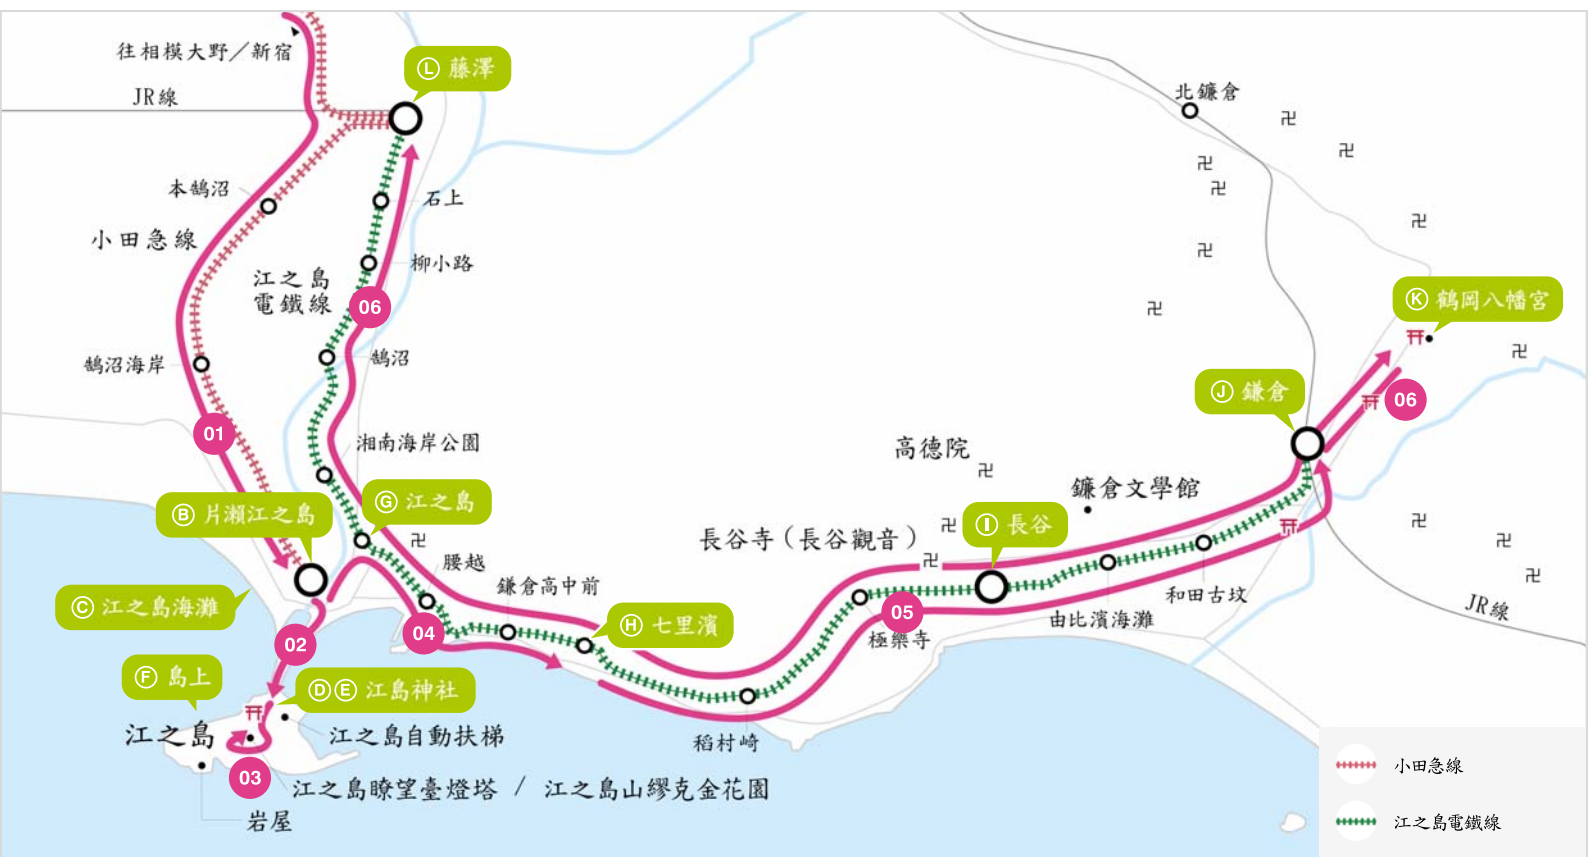 往相模大野／新宿
JR線
Ⓛ 藤澤
北鐮倉
本鵠沼
石上
小田急線
柳小路
江之島
電鐵線
06
鵠沼海岸
鵠沼
Ⓚ 鶴岡八幡宮
Ⓙ 鎌倉
06
01
湘南海岸公園
高德院
鐮倉文學館
Ⓑ 片瀨江之島
Ⓖ 江之島
長谷寺（長谷觀音）
Ⓘ 長谷
腰越
鎌倉高中前
Ⓒ 江之島海灘
和田古坟
JR線
05
由比濱海灘
極樂寺
02
04
Ⓗ 七里濱
Ⓕ 島上
ⒹⒺ 江島神社
江之島
江之島自動扶梯
稻村崎
03
江之島瞭望臺燈塔 / 江之島山繆克金花園
岩屋
小田急線
江之島電鐵線